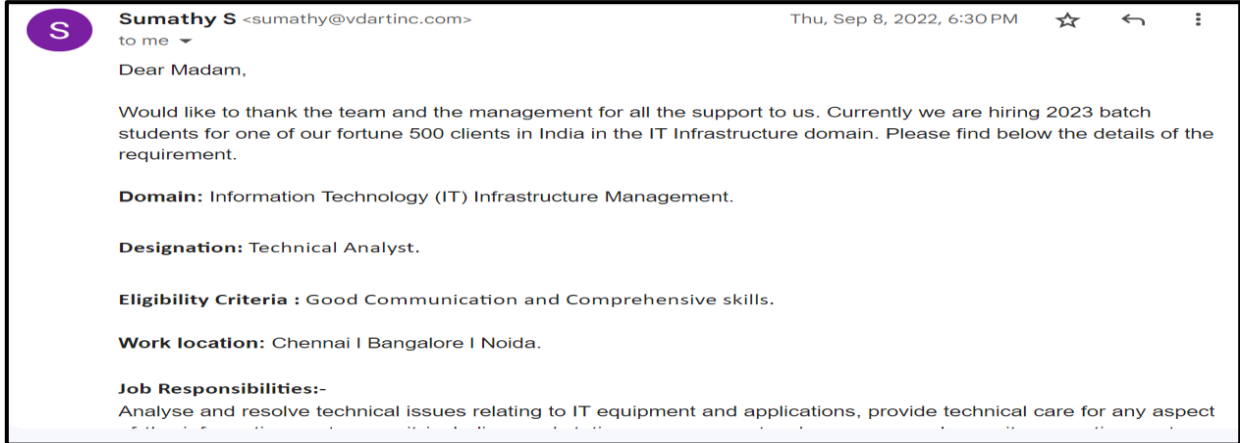 S
Sumathy S <sumathy@vdartinc.com>
Thu, Sep 8, 2022, 6:30 PM
to me
Dear Madam,
Would like to thank the team and the management for all the support to us. Currently we are hiring 2023 batch
students for one of our fortune 500 clients in India in the IT Infrastructure domain. Please find below the details of the
requirement.
Domain: Information Technology (IT) Infrastructure Management.
Designation: Technical Analyst.
Eligibility Criteria : Good Communication and Comprehensive skills.
Work location: Chennai I Bangalore I Noida.
Job Responsibilities:-
Analyse and resolve technical issues relating to IT equipment and applications, provide technical care for any aspect